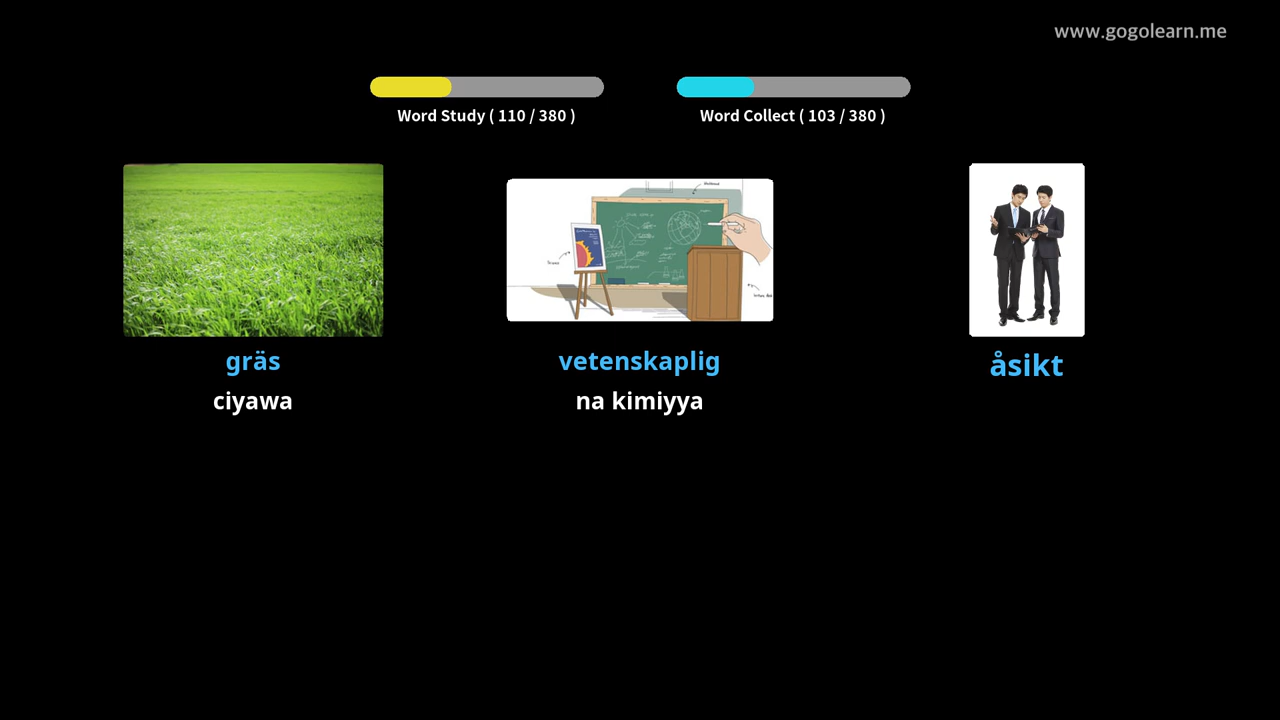 www.gogolearn.me
Word Study ( 110 / 380 )
Word Collect ( 103 / 380 )
gräs
vetenskaplig
åsikt
ciyawa
na kimiyya